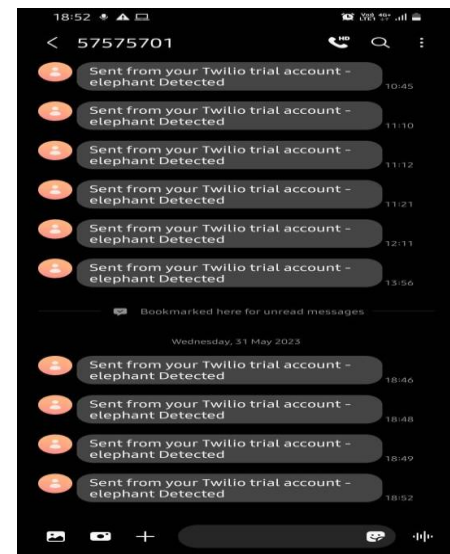 18:52
57575701
HD
Sent from your Twilio trial account -
elephant Detected
10:45
Sent from your Twilio trial account -
elephant Detected
11:10
Sent from your Twilio trial account -
elephant Detected
11:12
Sent from your Twilio trial account -
elephant Detected
11:21
Sent from your Twilio trial account -
elephant Detected
12:11
Sent from your Twilio trial account -
elephant Detected
13:56
Bookmarked here for unread messages
Wednesday, 31 May 2023
Sent from your Twilio trial account -
elephant Detected
18:46
Sent from your Twilio trial account -
elephant Detected
18:48
Sent from your Twilio trial account -
elephant Detected
18:49
Sent from your Twilio trial account -
elephant Detected
18:52